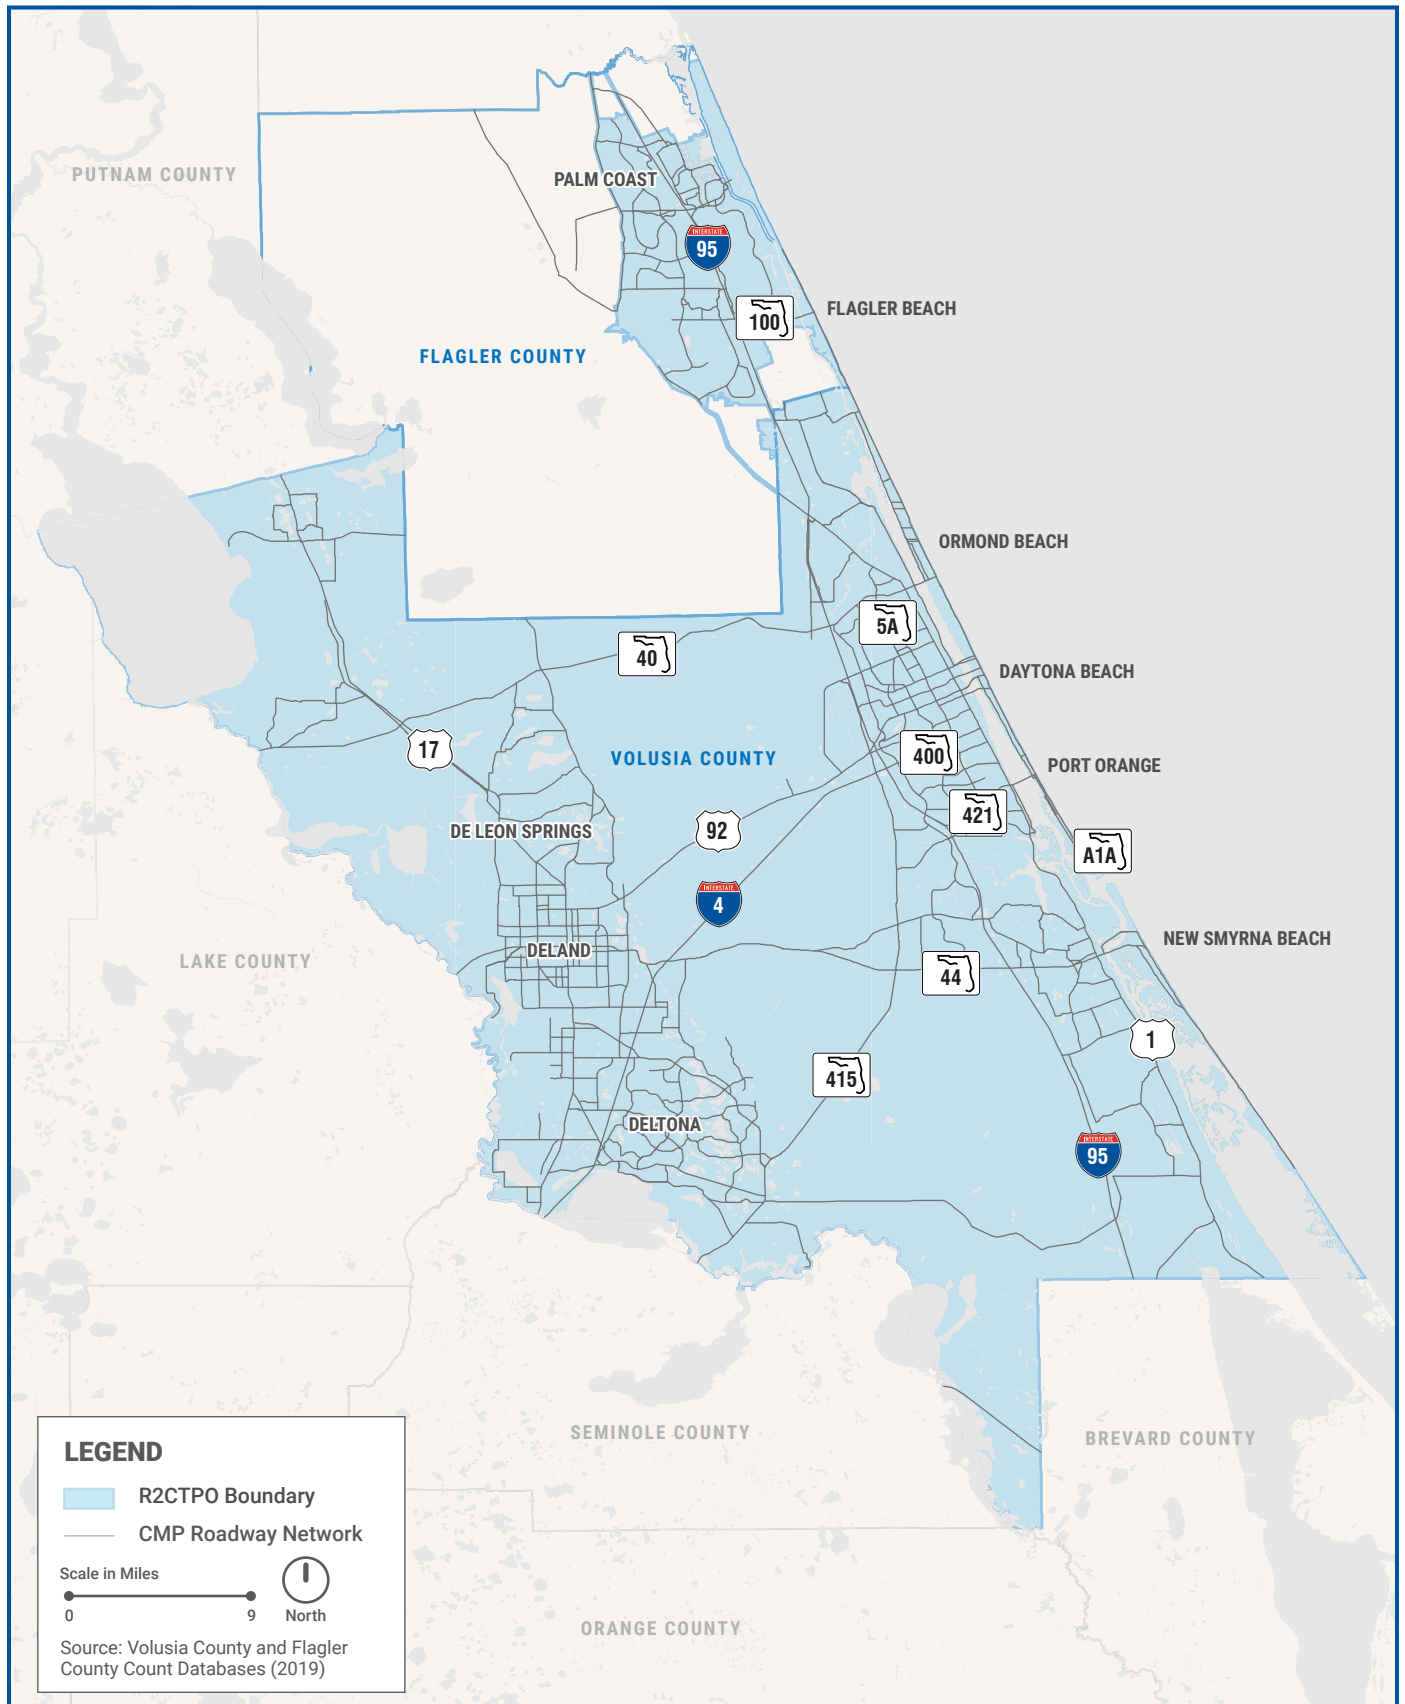 PUTNAM COUNTY
PALM COAST
INTERSTATE
95
100
FLAGLER BEACH
FLAGLER COUNTY
ORMOND BEACH
5A
40
DAYTONA BEACH
17
VOLUSIA COUNTY
400
PORT ORANGE
421
DE LEON SPRINGS
92
A1A
INTERSTATE
4
NEW SMYRNA BEACH
DELAND
LAKE COUNTY
44
1
415
DELTONA
INTERSTATE
95
SEMINOLE COUNTY
BREVARD COUNTY
ORANGE COUNTY
LEGEND
R2CTPO Boundary
CMP Roadway Network
Scale in Miles
0 9 North
Source: Volusia County and Flagler
County Count Databases (2019)